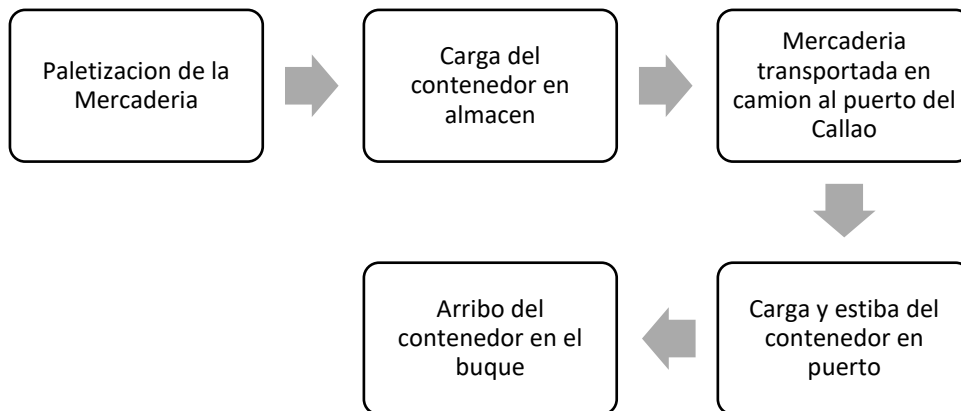 Paletizacion de la
Mercaderia
Carga del
contenedor en
almacen
Mercaderia
transportada en
camion al puerto del
Callao
Carga y estiba del
contenedor en
puerto
Arribo del
contenedor en el
buque